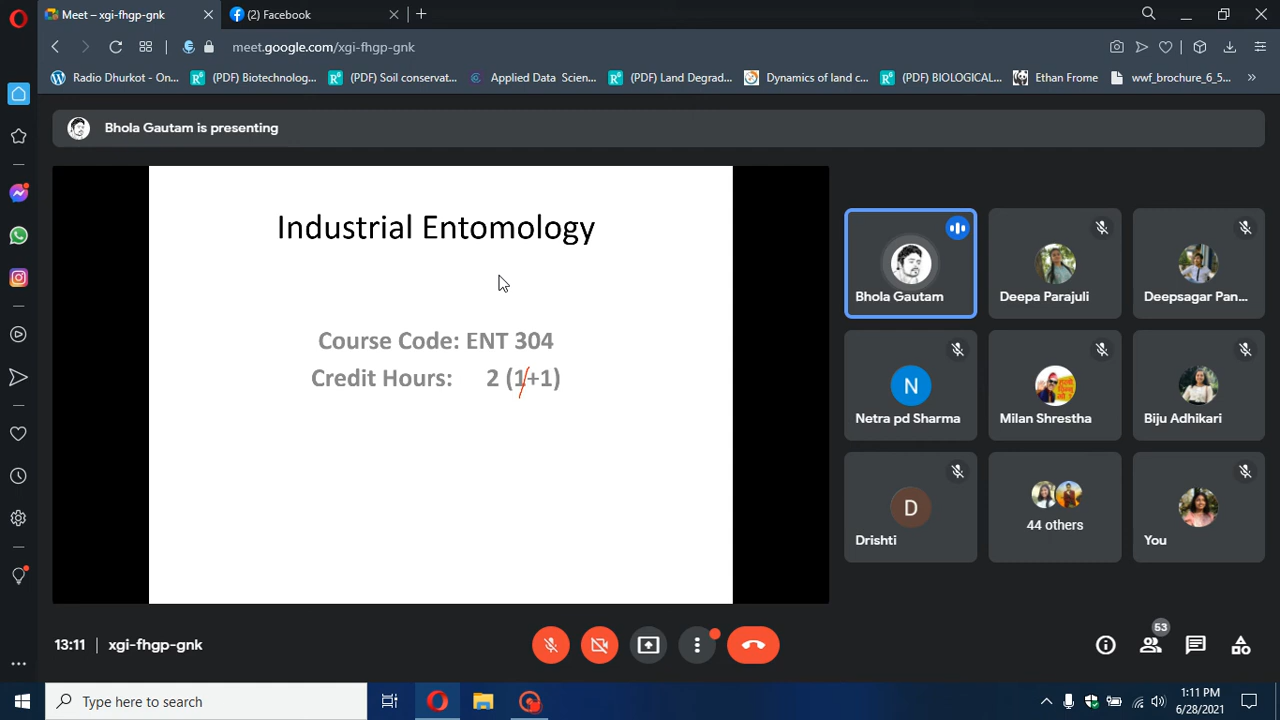 Meet – xgi-fhgp-gnk
(2) Facebook
meet.google.com/xgi-fhgp-gnk
Radio Dhurkot - On...
(PDF) Biotechnolog...
(PDF) Soil conservat...
Applied Data Scien...
(PDF) Land Degrad...
Dynamics of land c...
(PDF) BIOLOGICAL...
Ethan Frome
wwf_brochure_6_5...
Bhola Gautam is presenting
Industrial Entomology
Course Code: ENT 304
Credit Hours: 2 (1+1)
Bhola Gautam
Deepa Parajuli
Deepsagar Pan...
N
Netra pd Sharma
Milan Shrestha
Biju Adhikari
D
Drishti
44 others
You
13:11 | xgi-fhgp-gnk
53
Type here to search
1:11 PM
6/28/2021